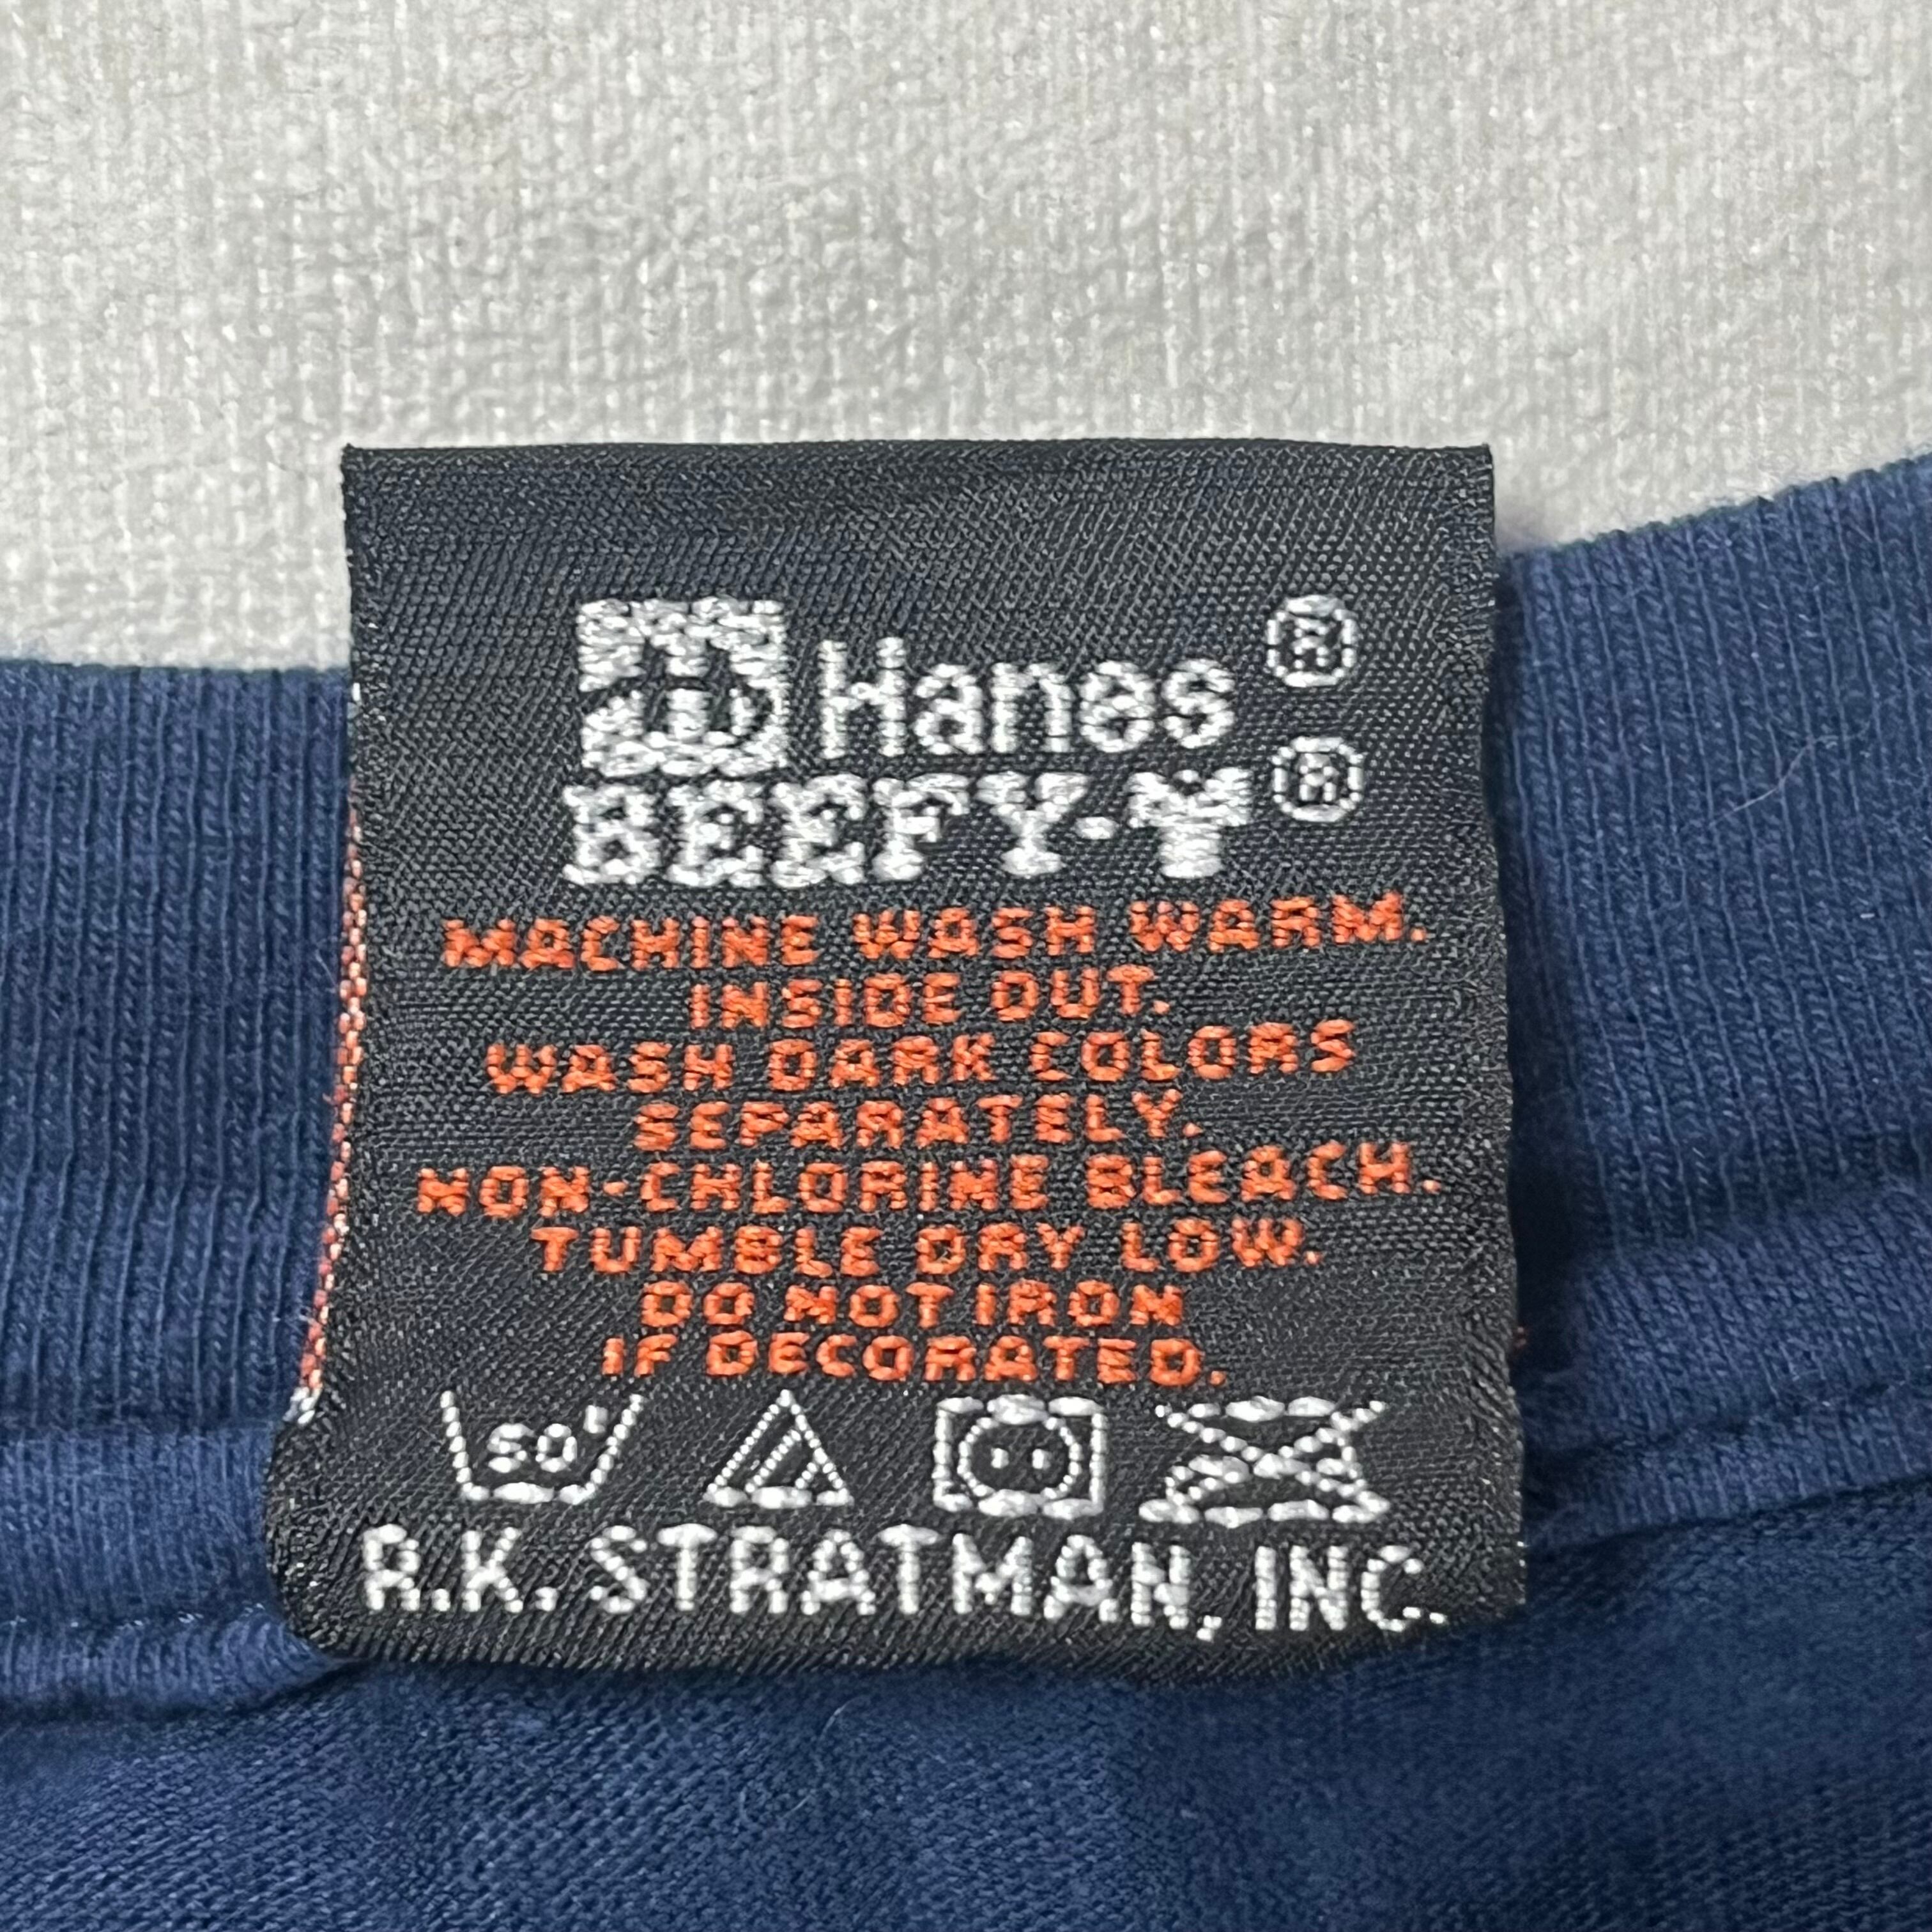 Hanes®
BEEFY-T®
MACHINE WASH WARM.
INSIDE OUT.
WASH DARK COLORS
SEPARATELY.
NON-CHLORINE BLEACH.
TUMBLE DRY LOW.
DO NOT IRON
IF DECORATED.
50°
R.K. STRATMAN, INC.